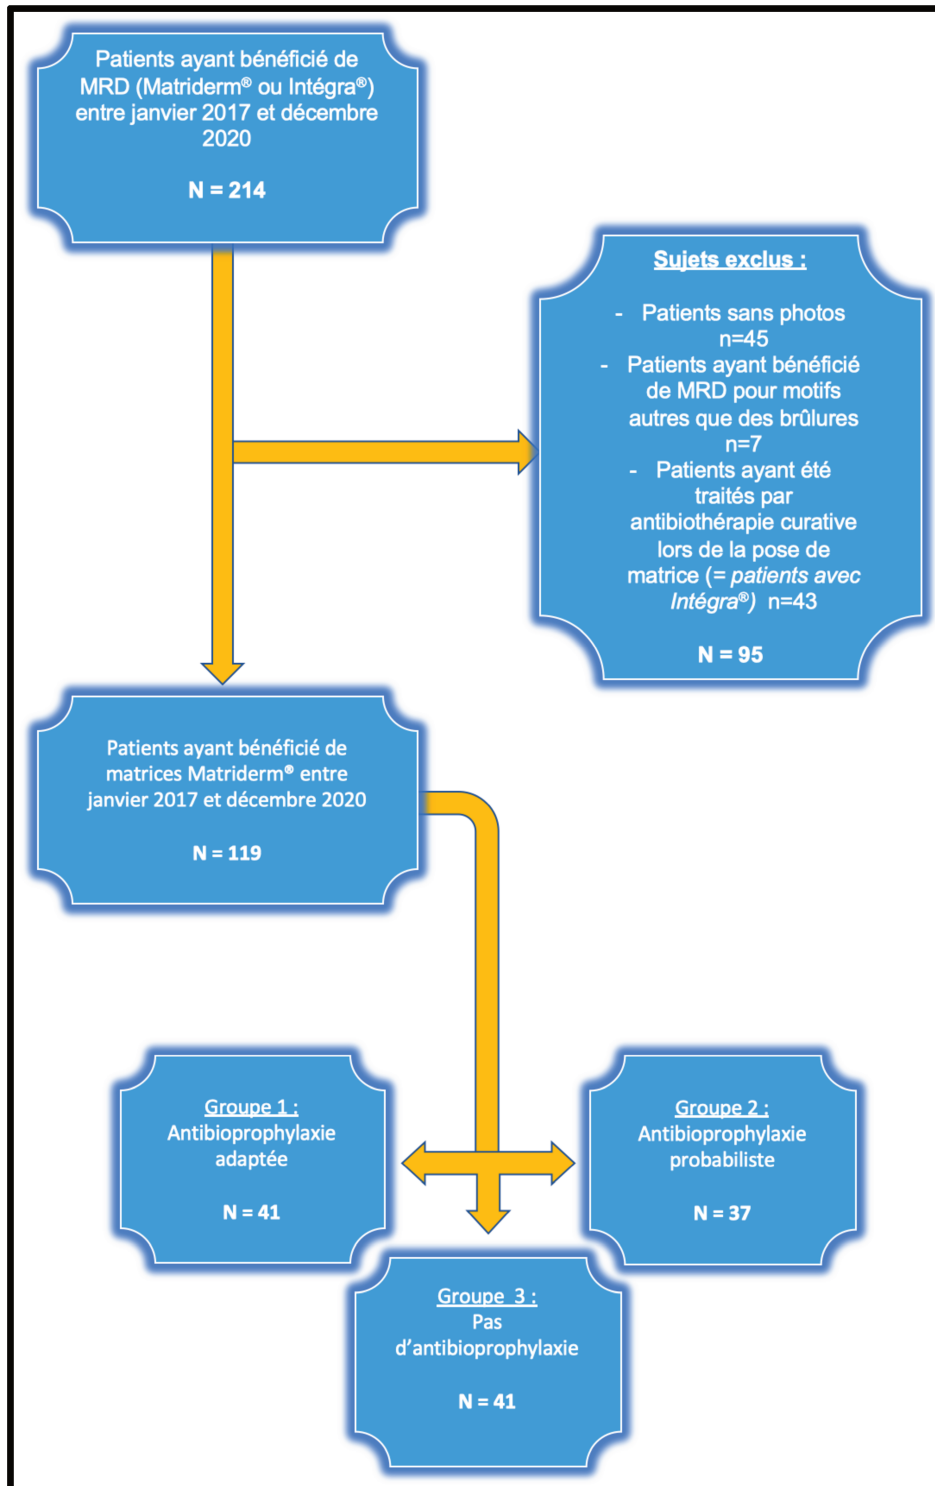 Patients ayant bénéficié de
MRD (Matriderm® ou Intégra®)
entre janvier 2017 et décembre
2020
N = 214
Sujets exclus :
- Patients sans photos
n=45
- Patients ayant bénéficié
de MRD pour motifs
autres que des brûlures
n=7
- Patients ayant été
traités par
antibiothérapie curative
lors de la pose de
matrice (= patients avec
Intégra®) n=43
N = 95
Patients ayant bénéficié de
matrices Matriderm® entre
janvier 2017 et décembre 2020
N = 119
Groupe 1 :
Antibioprophylaxie
adaptée
N = 41
Groupe 2 :
Antibioprophylaxie
probabiliste
N = 37
Groupe 3 :
Pas
d'antibioprophylaxie
N = 41